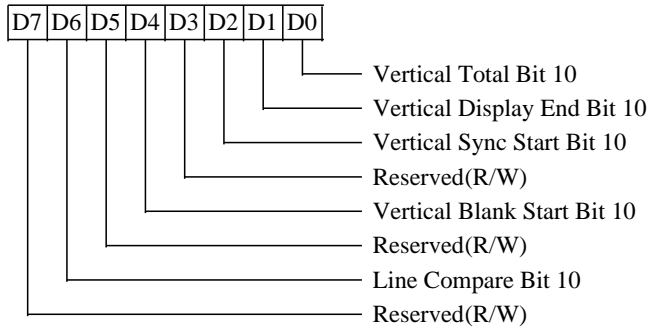 D7 D6 D5 D4 D3 D2 D1 D0
Vertical Total Bit 10
Vertical Display End Bit 10
Vertical Sync Start Bit 10
Reserved(R/W)
Vertical Blank Start Bit 10
Reserved(R/W)
Line Compare Bit 10
Reserved(R/W)